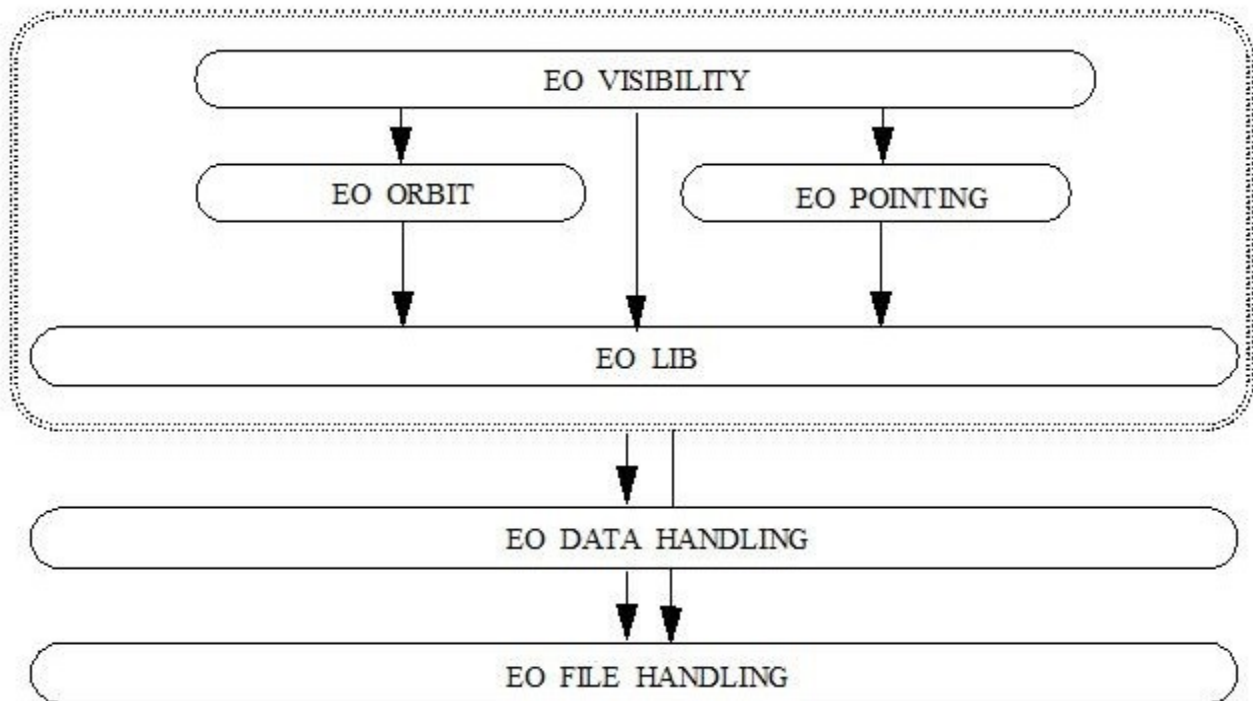 EO VISIBILITY
EO ORBIT
EO POINTING
EO LIB
EO DATA HANDLING
EO FILE HANDLING